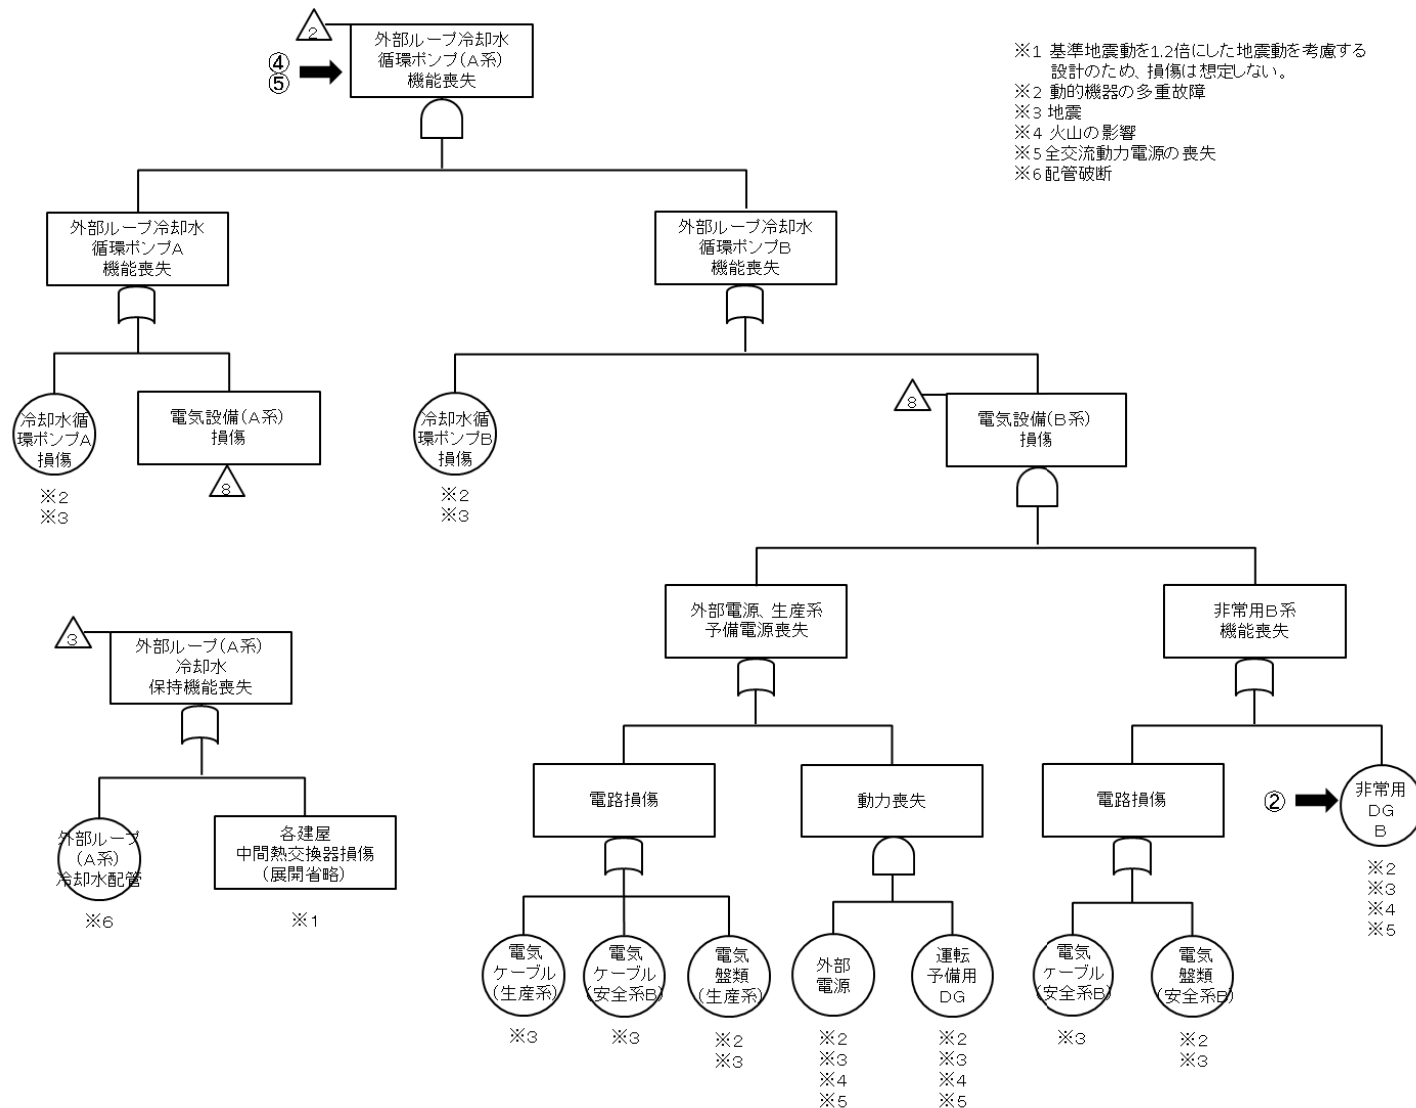 2
外部ループ冷却水
循環ポンプ(A系)
機能喪失
④
⑤
※1 基準地震動を1.2倍にした地震動を考慮する
設計のため、損傷は想定しない。
※2 動的機器の多重故障
※3 地震
※4 火山の影響
※5 全交流動力電源の喪失
※6 配管破断
外部ループ冷却水
循環ポンプA
機能喪失
外部ループ冷却水
循環ポンプB
機能喪失
冷却水循
環ポンプA
損傷
※2
※3
電気設備(A系)
損傷
8
冷却水循
環ポンプB
損傷
※2
※3
8
電気設備(B系)
損傷
外部電源、生産系
予備電源喪失
非常用B系
機能喪失
3
外部ループ(A系)
冷却水
保持機能喪失
外部ループ
(A系)
冷却水配管
※6
各建屋
中間熱交換器損傷
(展開省略)
※1
電路損傷
動力喪失
電路損傷
②
非常用
DG
B
※2
※3
※4
※5
電気
ケーブル
(生産系)
※3
電気
ケーブル
(安全系B)
※3
電気
盤類
(生産系)
※2
※3
外部
電源
※2
※3
※4
※5
運転
予備用
DG
※2
※3
※4
※5
電気
ケーブル
(安全系B)
※3
電気
盤類
(安全系B)
※2
※3